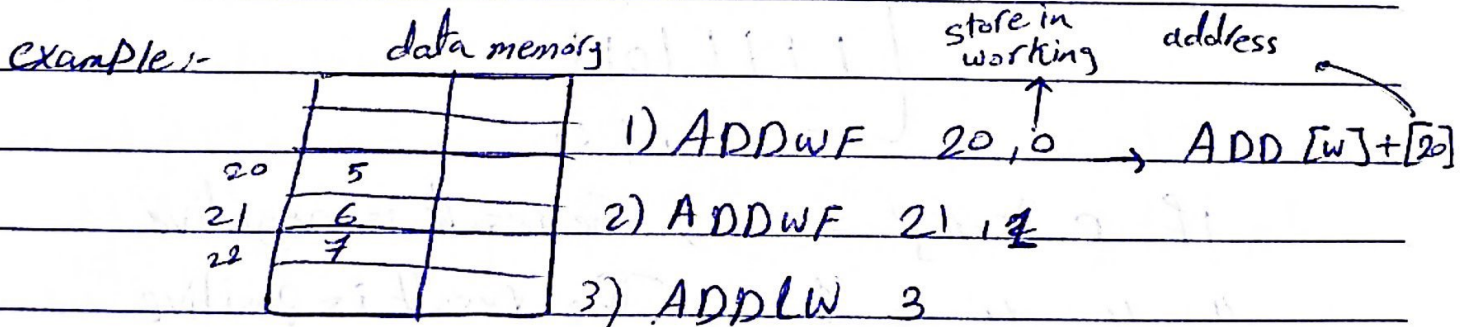 example:- data memory store in working address
1) ADDWF 20,0 → ADD [W]+[20]
20 5
21 6 2) ADDWF 21,1
22 7
3) ADDLW 3